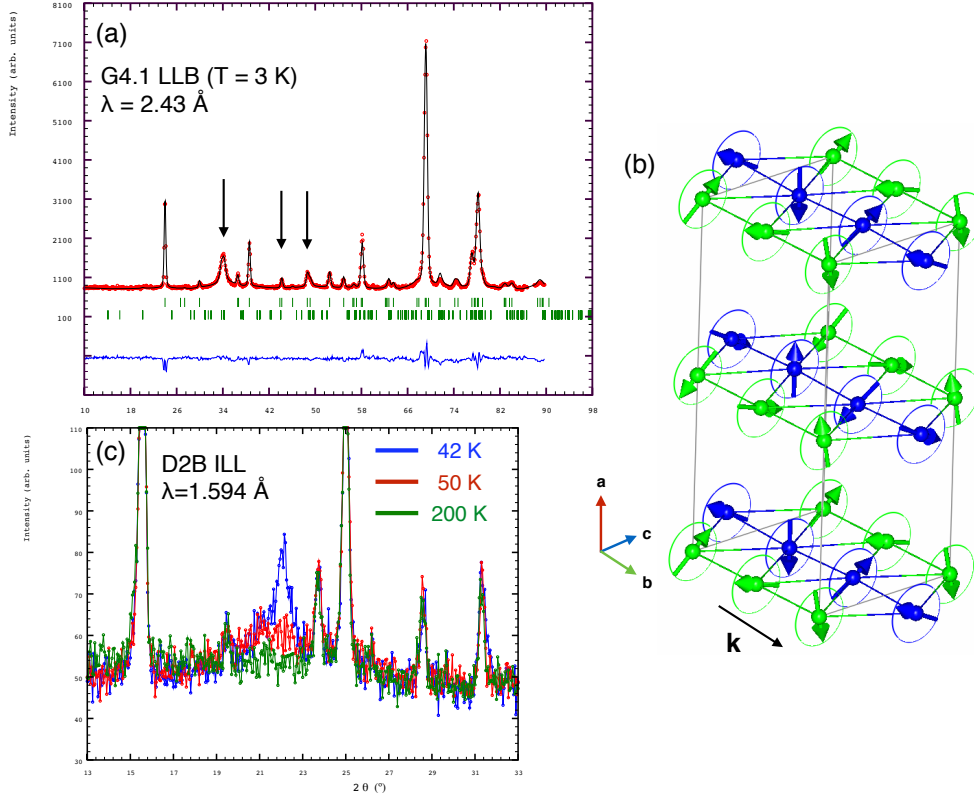 8100
(a)
7100
G4.1 LLB (T = 3 K)
λ = 2.43 Å
6100
5100
4100
3100
2100
1100
100
Intensity (arb. units)
10 18 26 34 42 50 58 66 74 82 90 98
(b)
a
c
b
k
110
(c)
D2B ILL
λ=1.594 Å
42 K
50 K
200 K
100
90
80
70
60
50
40
30
Intensity (arb. units)
13 15 17 19 21 23 25 27 29 31 33
2 θ (º)